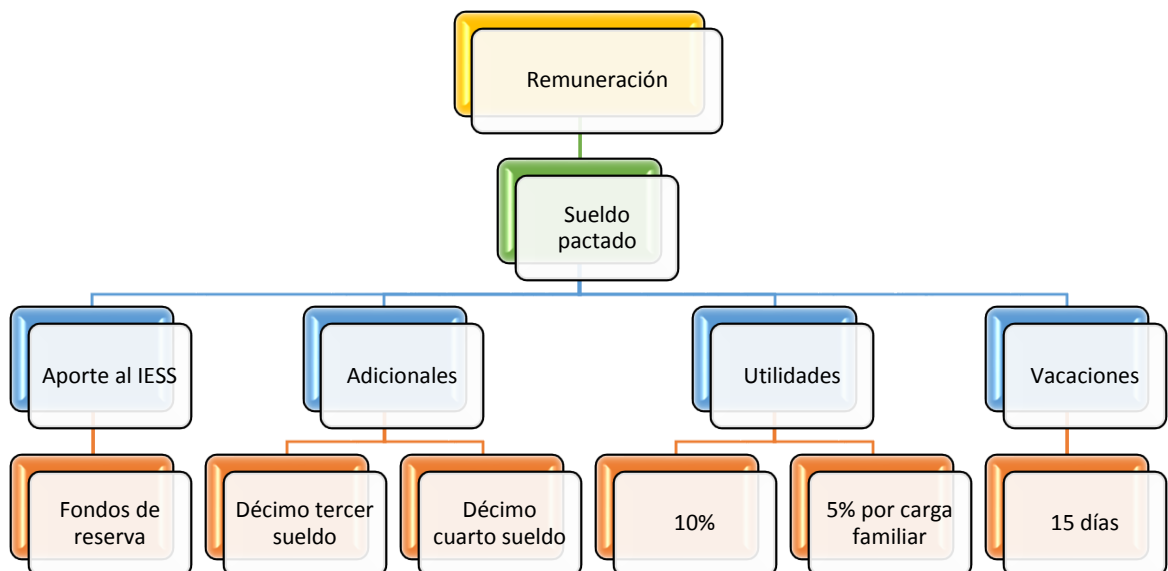 Remuneración
Sueldo
pactado
Aporte al IESS
Adicionales
Utilidades
Vacaciones
Fondos de
reserva
Décimo tercer
sueldo
Décimo
cuarto sueldo
10%
5% por carga
familiar
15 días